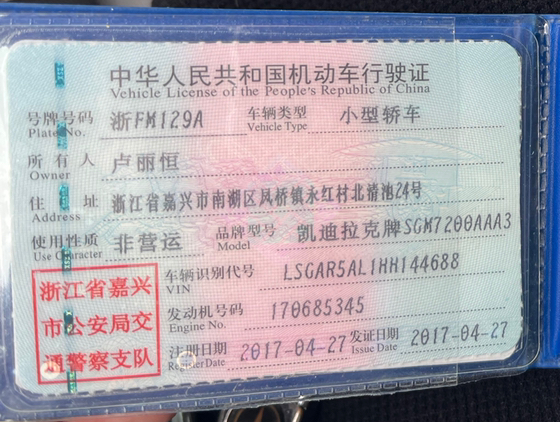 中华人民共和国机动车行驶证
Vehicle License of the People's Republic of China
号牌号码 浙FM129A 车辆类型 小型轿车
Plate No. Vehicle Type
所有人 卢丽恒
Owner
住址 浙江省嘉兴市南湖区凤桥镇永红村北清池24号
Address
使用性质 非营运 品牌型号 凯迪拉克牌SGM7200AAA3
Use Character Model
浙江省嘉兴
市公安局交
通警察支队
车辆识别代号 LSGAR5AL1HH144688
VIN
发动机号码 170685345
Engine No.
注册日期 2017-04-27 发证日期 2017-04-27
Register Date Issue Date